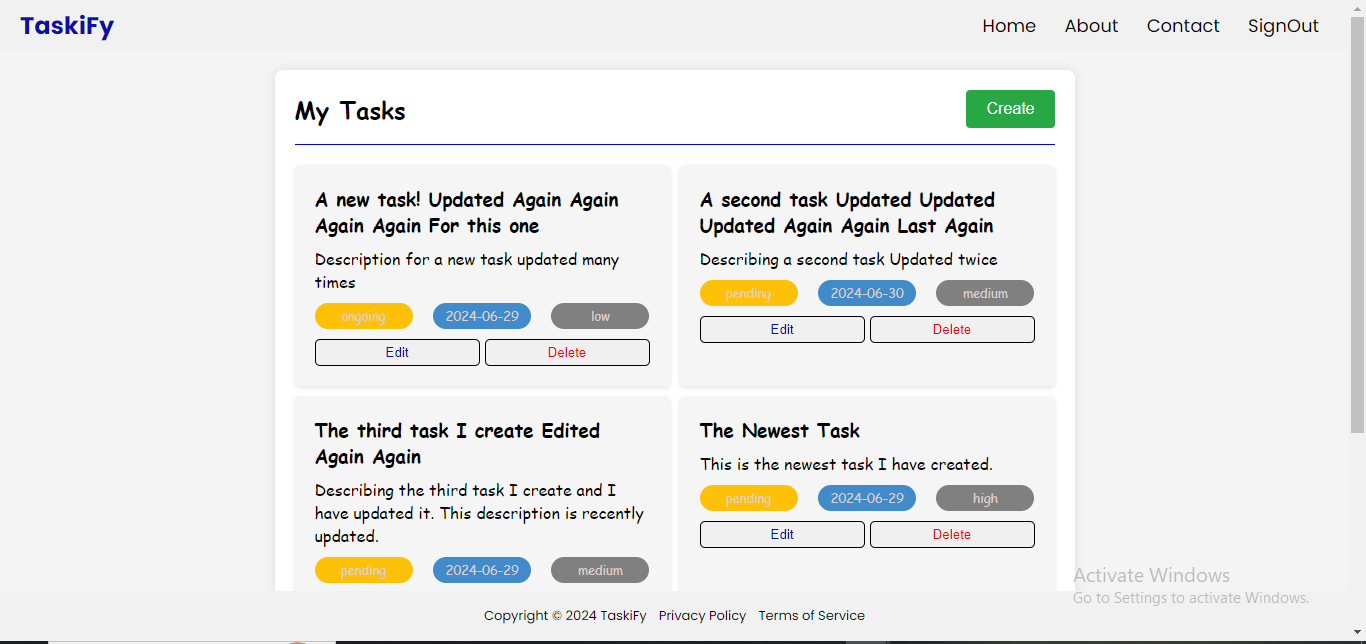 TaskiFy
Home About Contact SignOut
My Tasks
Create
A new task! Updated Again Again
Again Again For this one
Description for a new task updated many
times
ongoing 2024-06-29 low
Edit Delete
A second task Updated Updated
Updated Again Again Last Again
Describing a second task Updated twice
pending 2024-06-30 medium
Edit Delete
The third task I create Edited
Again Again
Describing the third task I create and I
have updated it. This description is recently
updated.
pending 2024-06-29 medium
The Newest Task
This is the newest task I have created.
pending 2024-06-29 high
Edit Delete
Activate Windows
Go to Settings to activate Windows.
Copyright © 2024 TaskiFy Privacy Policy Terms of Service